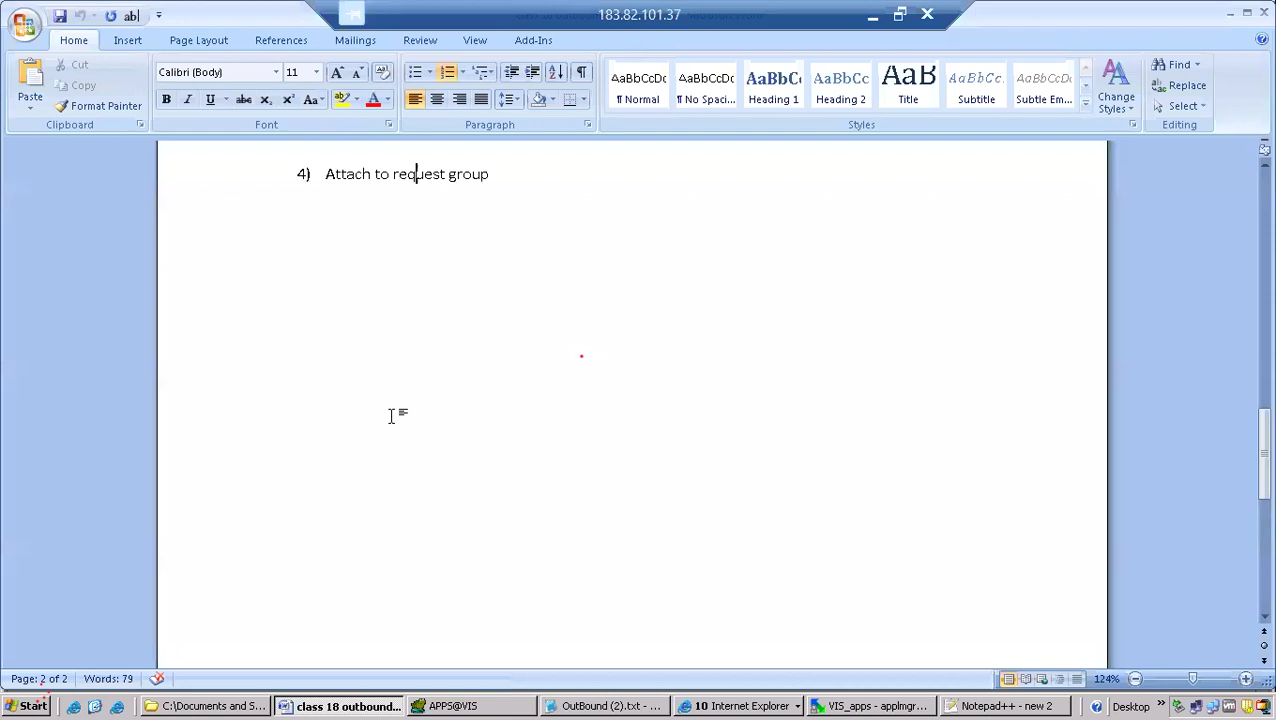 183.82.101.37
Home Insert Page Layout References Mailings Review View Add-Ins
Paste
Cut
Copy
Format Painter
Clipboard
Calibri (Body) 11
Font
Paragraph
AaBbCcDc AaBbCcDc AaBbCc AaBbCc AaB AaBbCc. AaBbCcDc
¶ Normal ¶ No Spaci... Heading 1 Heading 2 Title Subtitle Subtle Em...
Change
Styles
Styles
Find
Replace
Select
Editing
4) Attach to request group
Page: 2 of 2 Words: 79 124%
Start C:\Documents and S... class 18 outbound... APPS@VIS OutBound (2).txt - ... 10 Internet Explorer VIS_apps - applmgr... Notepad++ - new 2 Desktop